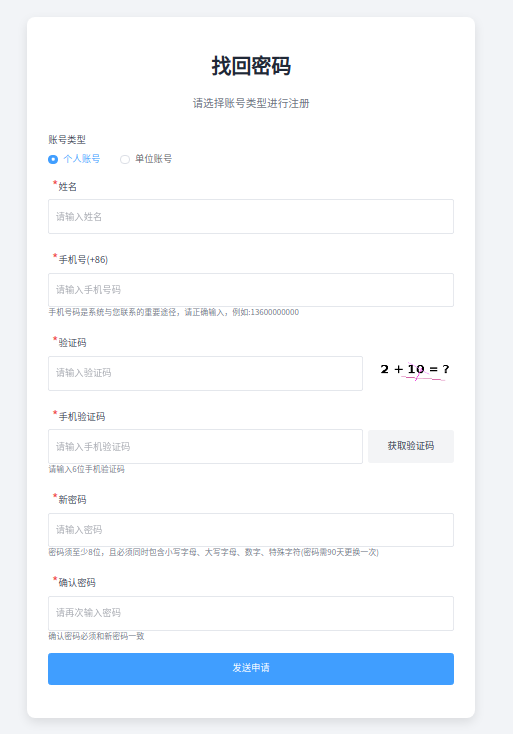 找回密码
请选择账号类型进行注册
账号类型
个人账号 单位账号
*姓名
请输入姓名
*手机号(+86)
请输入手机号码
手机号码是系统与您联系的重要途径，请正确输入，例如:13600000000
*验证码
请输入验证码 2 + 10 = ?
*手机验证码
请输入手机验证码 获取验证码
请输入6位手机验证码
*新密码
请输入密码
密码须至少8位，且必须同时包含小写字母、大写字母、数字、特殊字符(密码需90天更换一次)
*确认密码
请再次输入密码
确认密码必须和新密码一致
发送申请